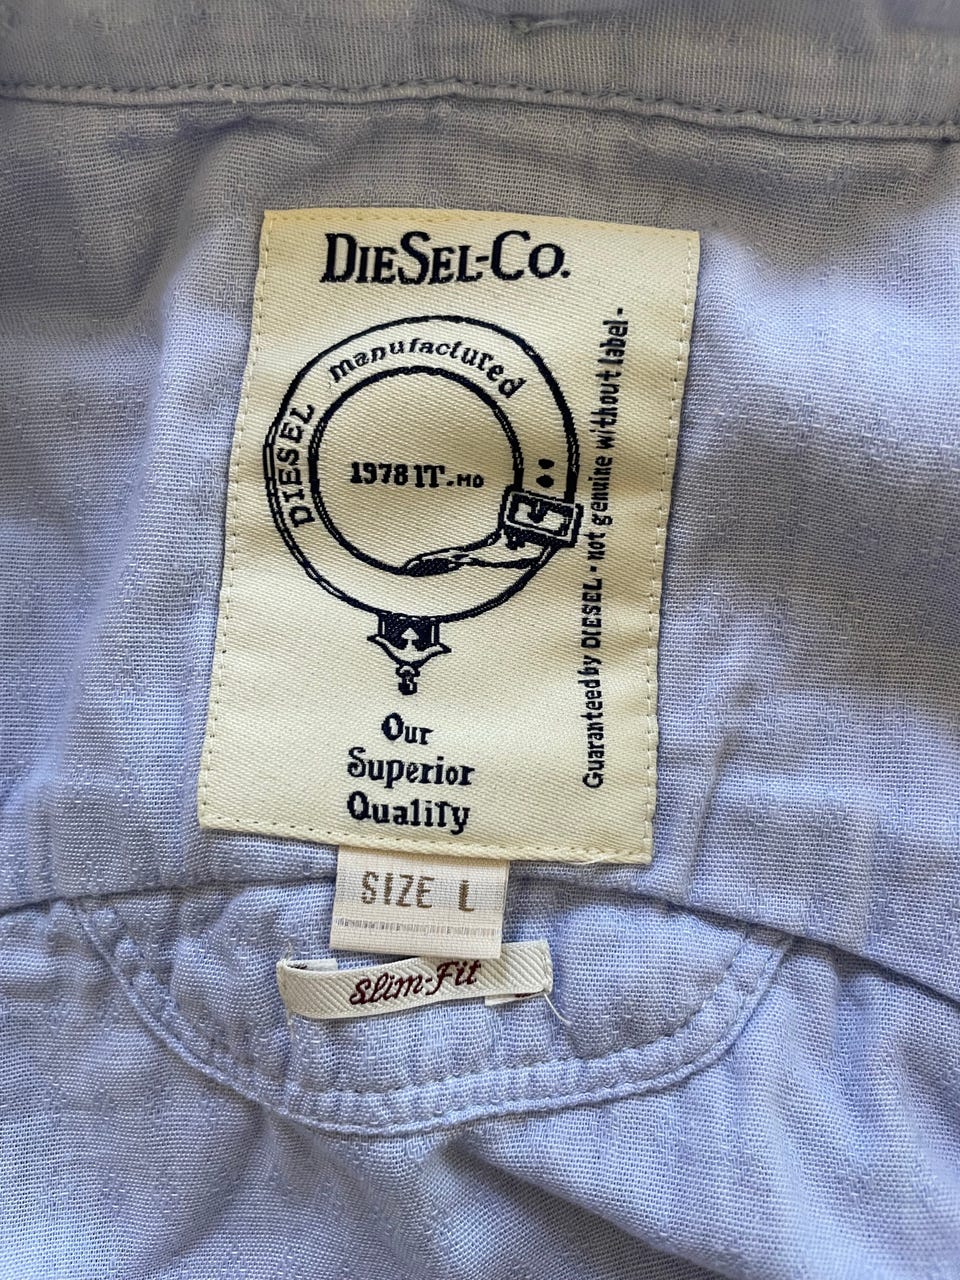 DIESEL-CO.
DIESEL manufactured
1978 IT.MO
Guaranteed by DIESEL - not genuine without label -
Our
Superior
Quality
SIZE L
Slim-Fit